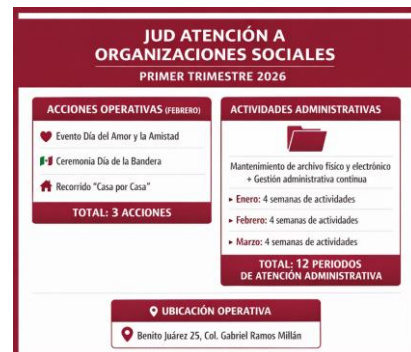 JUD ATENCIÓN A
ORGANIZACIONES SOCIALES
PRIMER TRIMESTRE 2026
ACCIONES OPERATIVAS (FEBRERO)
Evento Día del Amor y la Amistad
Ceremonia Día de la Bandera
Recorrido "Casa por Casa"
TOTAL: 3 ACCIONES
ACTIVIDADES ADMINISTRATIVAS
Mantenimiento de archivo físico y electrónico
+ Gestión administrativa continua
▸ Enero: 4 semanas de actividades
▸ Febrero: 4 semanas de actividades
▸ Marzo: 4 semanas de actividades
TOTAL: 12 PERIODOS
DE ATENCIÓN ADMINISTRATIVA
UBICACIÓN OPERATIVA
Benito Juárez 25, Col. Gabriel Ramos Millán